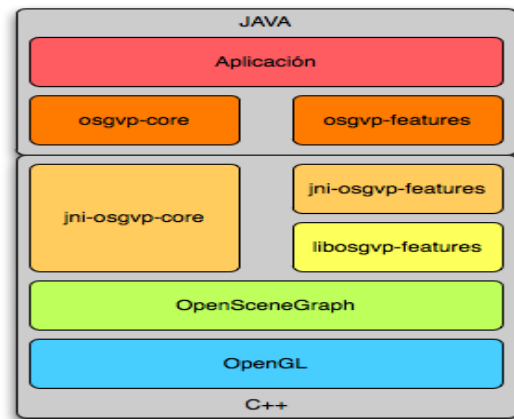 JAVA
Aplicación
osgvp-core
osgvp-features
jni-osgvp-core
jni-osgvp-features
libosgvp-features
OpenSceneGraph
OpenGL
C++